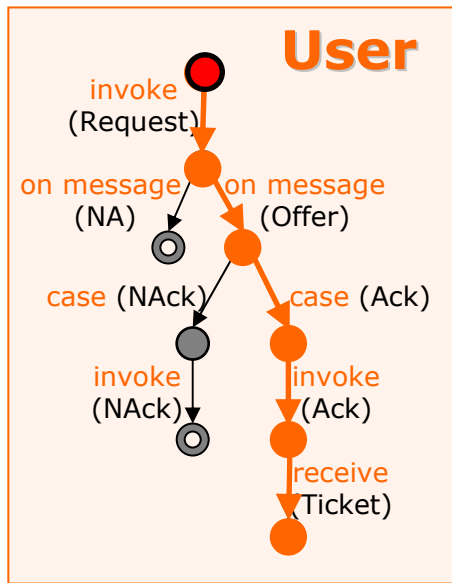 User
invoke
(Request)
on message
(NA)
on message
(Offer)
case (NAck)
case (Ack)
invoke
(NAck)
invoke
(Ack)
receive
(Ticket)